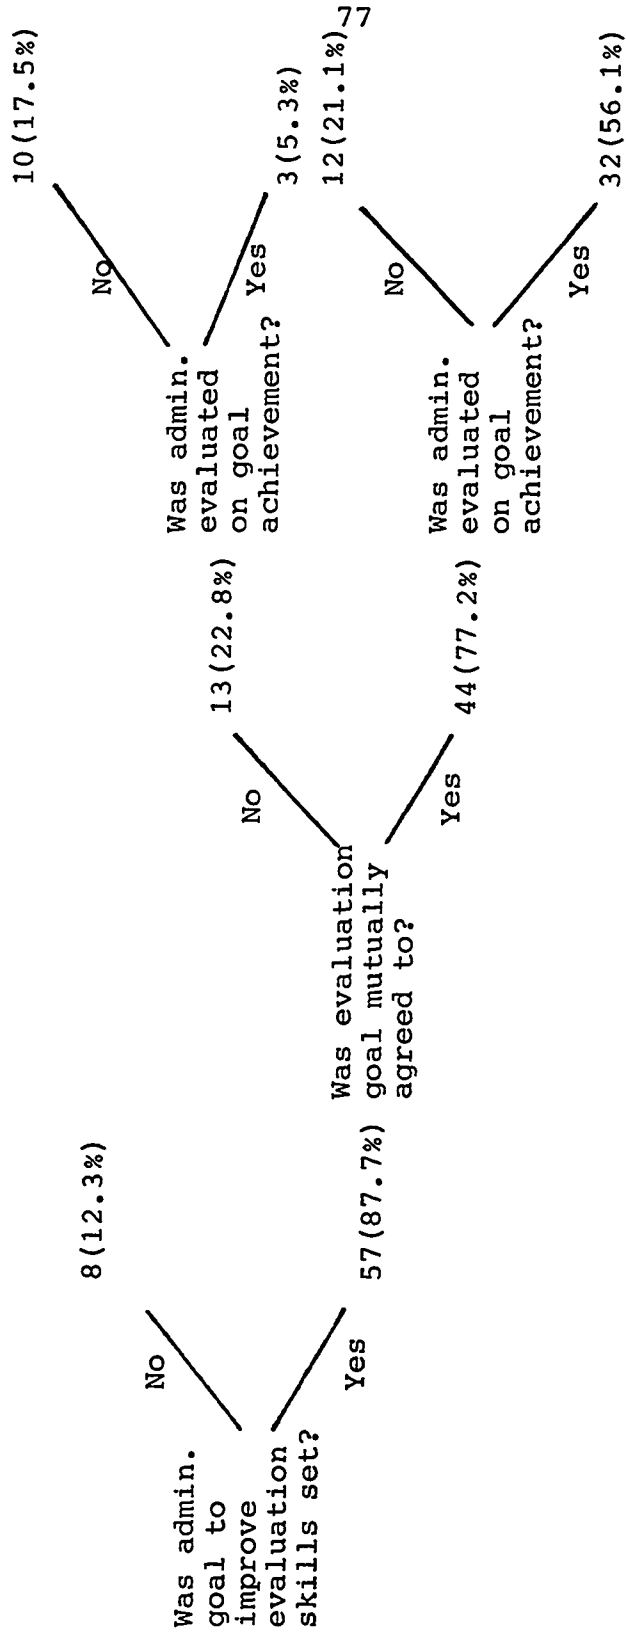 77
Was admin.
goal to
improve
evaluation
skills set?
No
8(12.3%)
Yes
57(87.7%)
Was evaluation
goal mutually
agreed to?
No
13(22.8%)
Yes
44(77.2%)
Was admin.
evaluated
on goal
achievement?
No
10(17.5%)
Yes
3(5.3%)
Was admin.
evaluated
on goal
achievement?
No
12(21.1%)
Yes
32(56.1%)